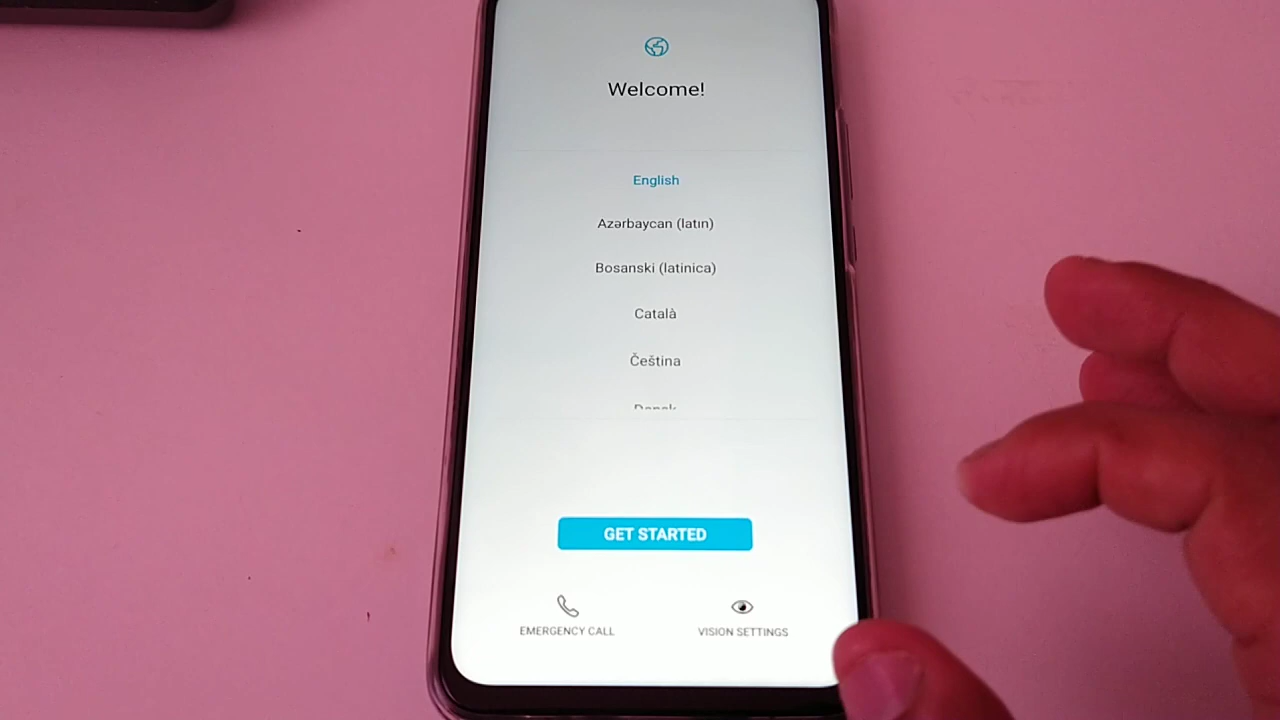 Welcome!
English
Azərbaycan (latın)
Bosanski (latinica)
Català
Čeština
GET STARTED
EMERGENCY CALL
VISION SETTINGS